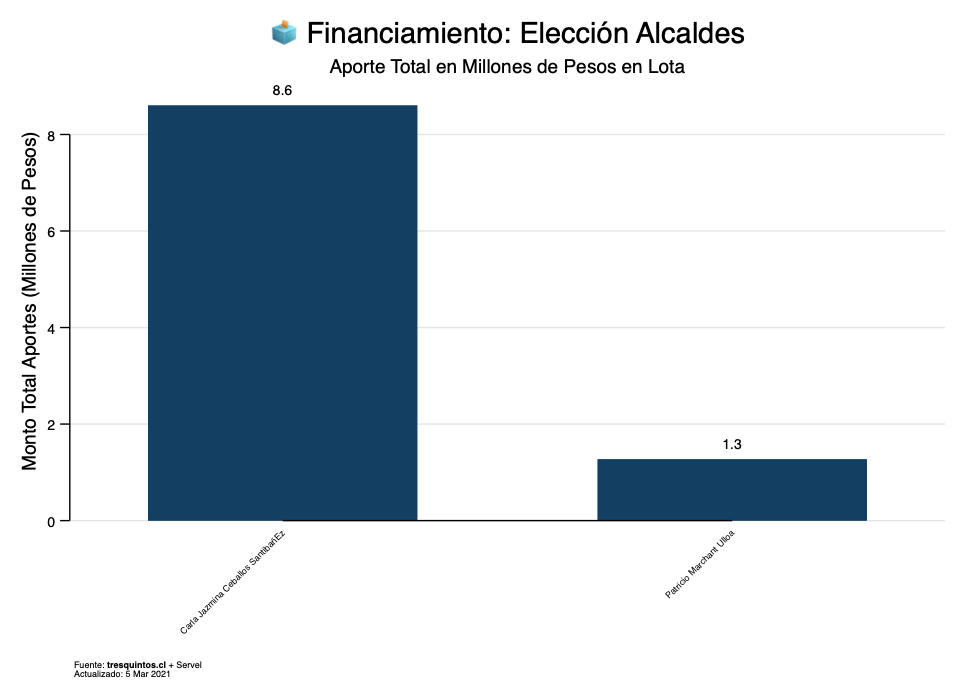 Financiamiento: Elección Alcaldes
Aporte Total en Millones de Pesos en Lota
Monto Total Aportes (Millones de Pesos)
8
6
4
2
0
8.6
1.3
Carla Jazmina Ceballos SantibañEz
Patricio Marchant Ulloa
Fuente: tresquintos.cl + Servel
Actualizado: 5 Mar 2021